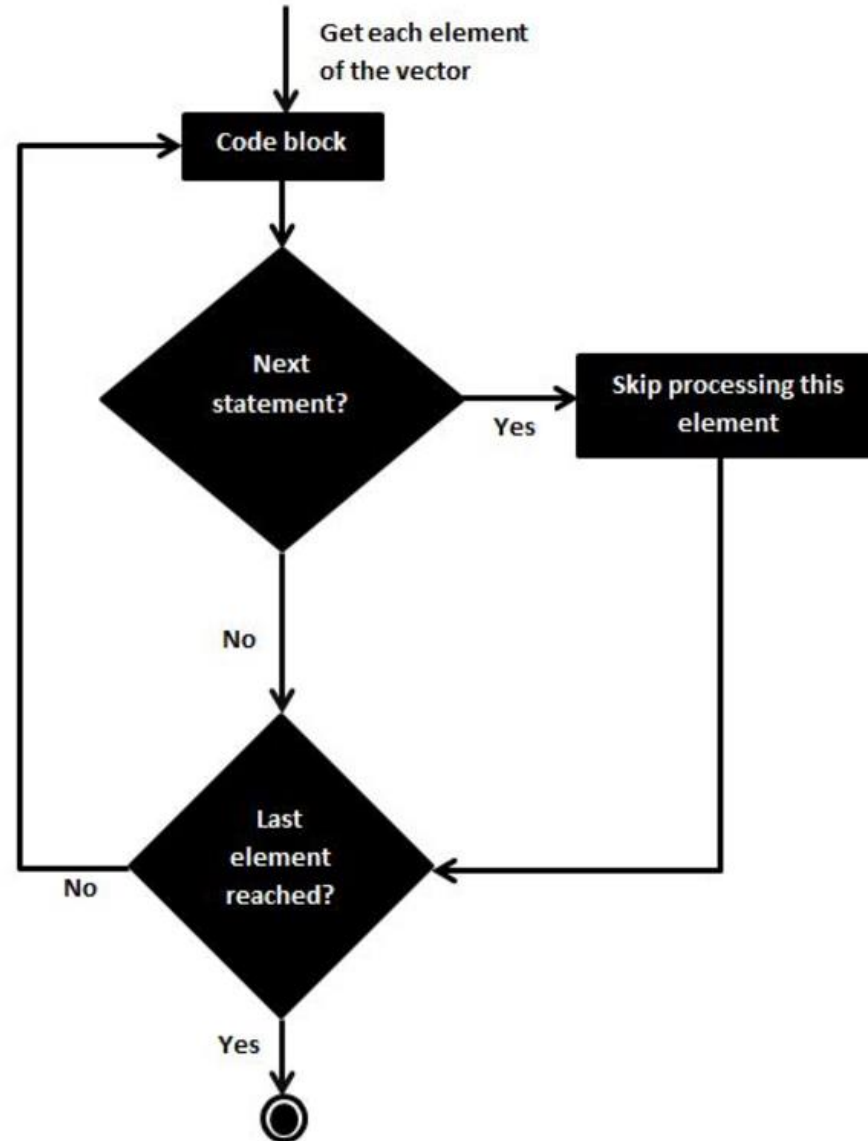 Get each element
of the vector
Code block
Next
statement?
Yes
Skip processing this
element
No
Last
element
reached?
No
Yes